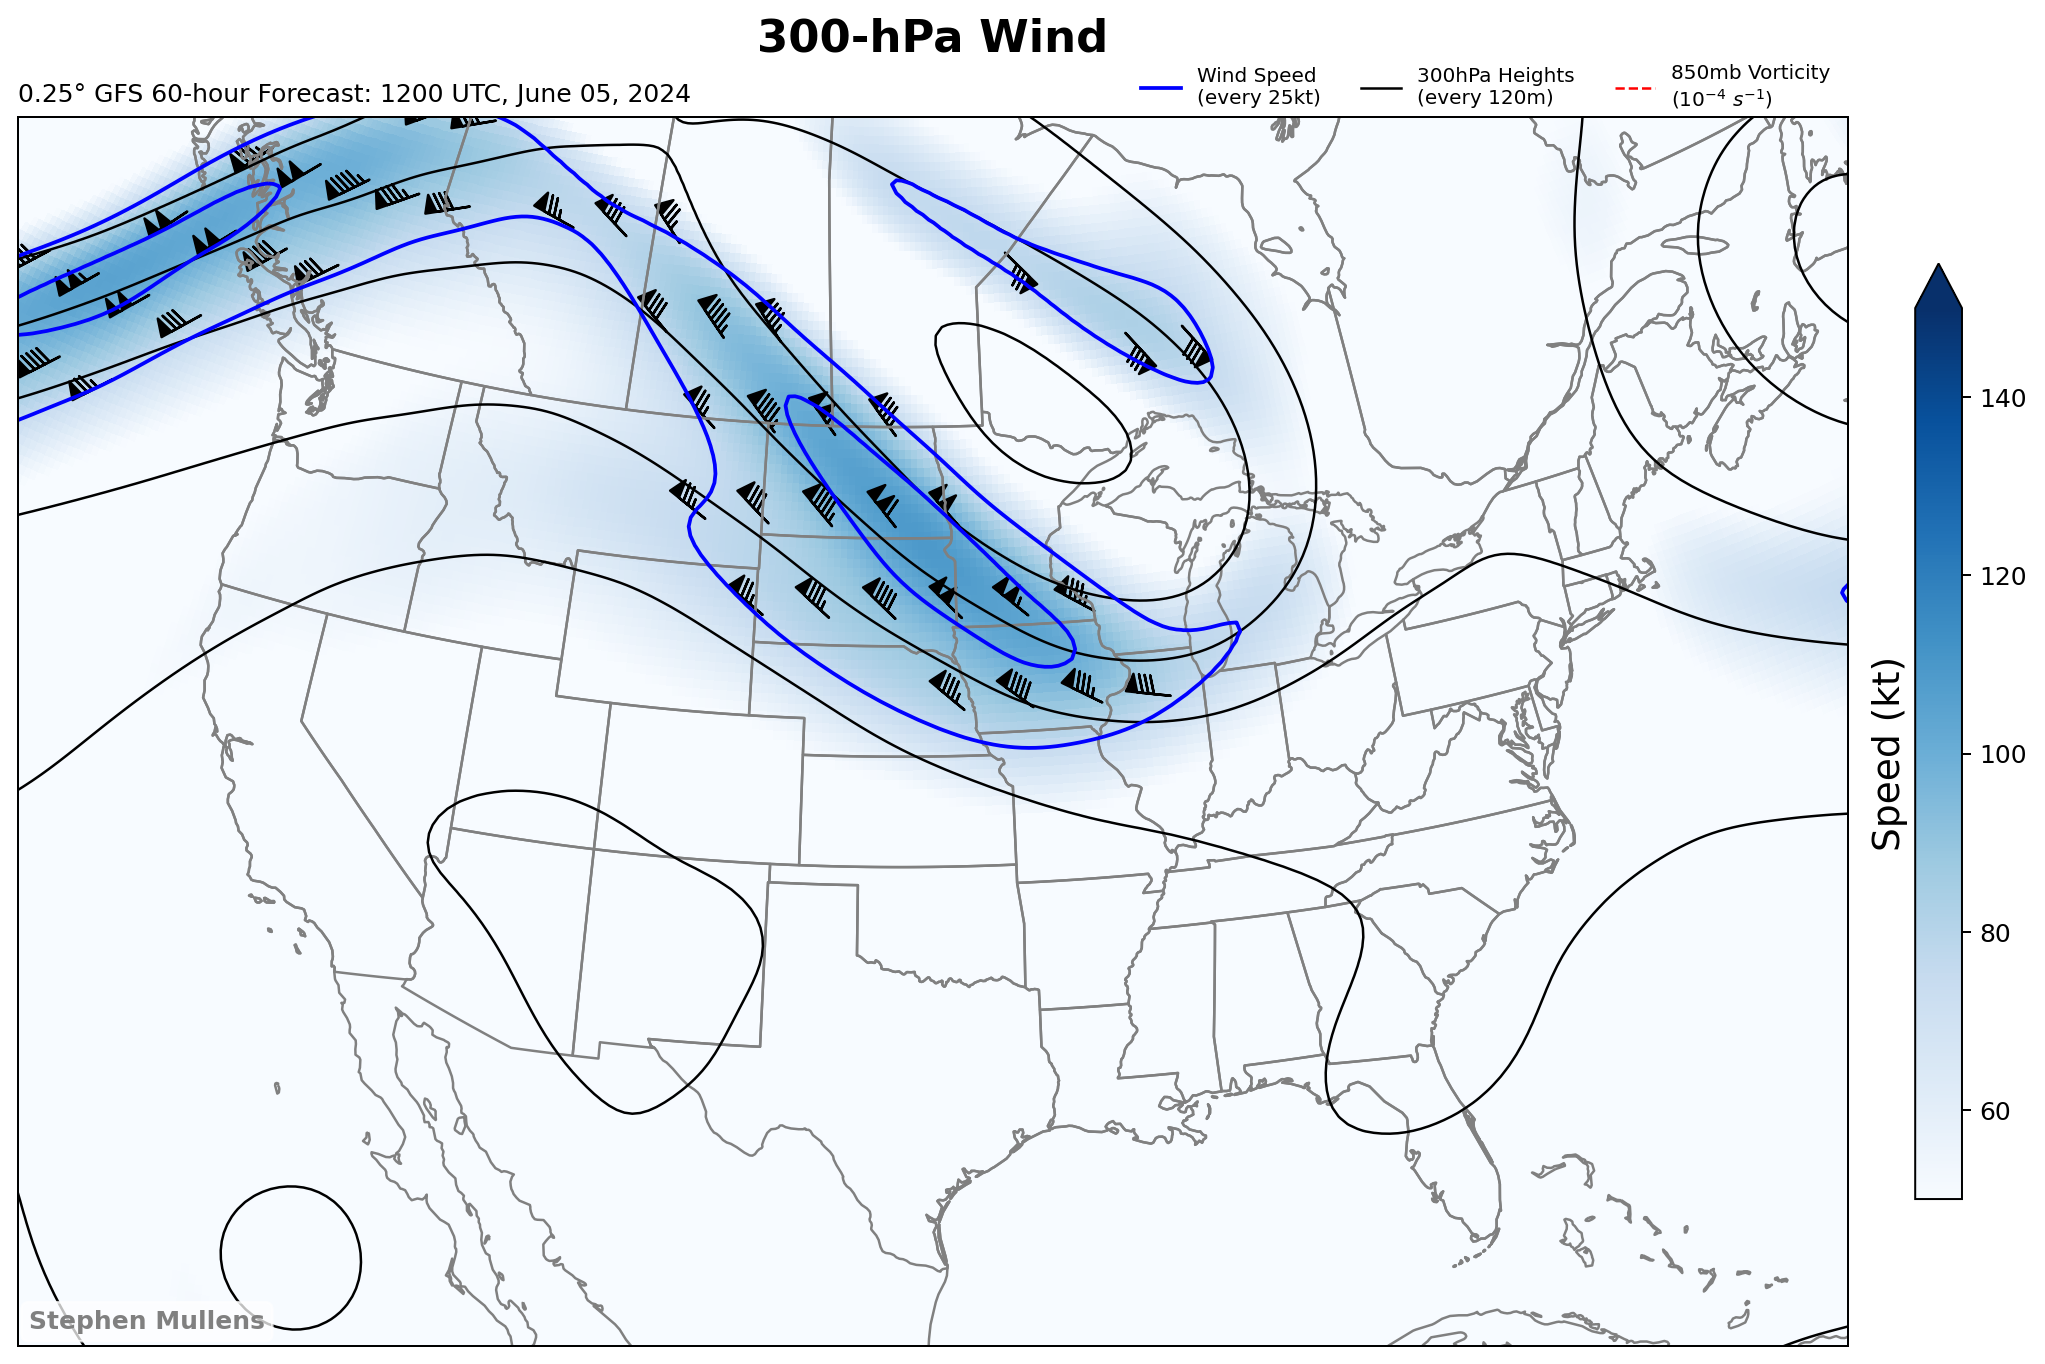 300-hPa Wind
0.25° GFS 60-hour Forecast: 1200 UTC, June 05, 2024
Wind Speed
(every 25kt)
300hPa Heights
(every 120m)
850mb Vorticity
(10⁻⁴ s⁻¹)
140
120
100
80
60
Speed (kt)
Stephen Mullens